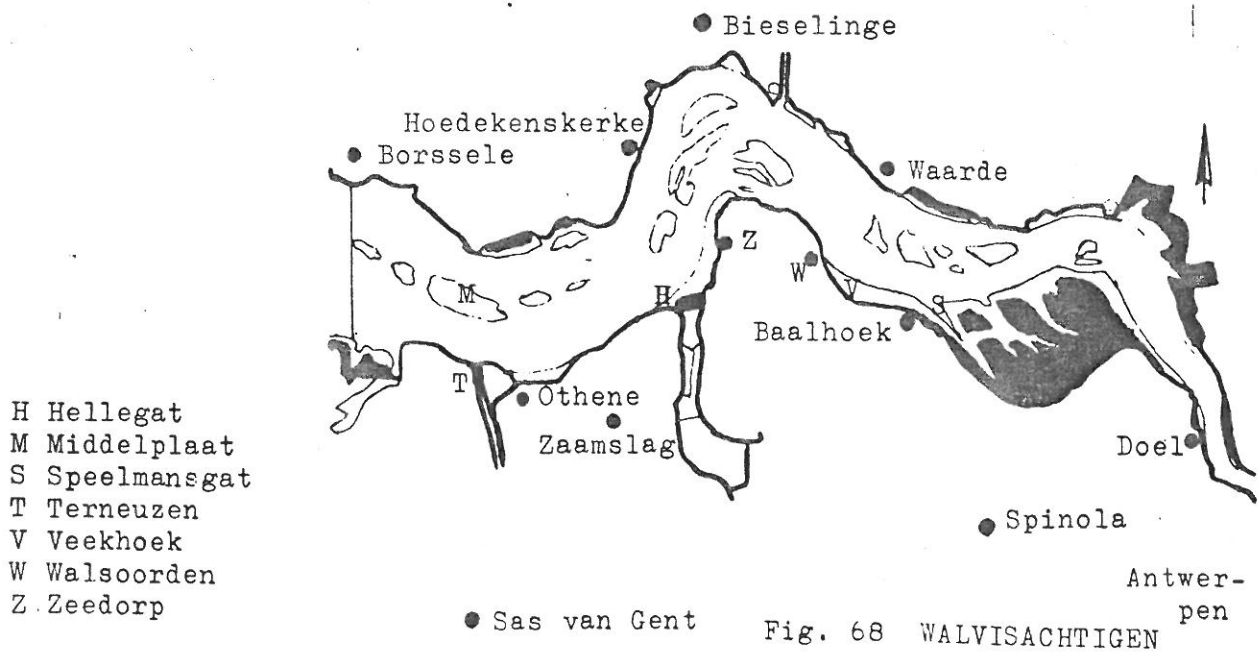 Bieselinge
Hoedekenskerke
Borssele
Waarde
Z
W
M
H
V
Baalhoek
T
Othene
Zaamslag
Doel
H Hellegat
M Middelplaat
S Speelmansgat
T Terneuzen
V Veekhoek
W Walsoorden
Z Zeedorp
Spinola
Antwer-
pen
Sas van Gent
Fig. 68 WALVISACHTIGEN